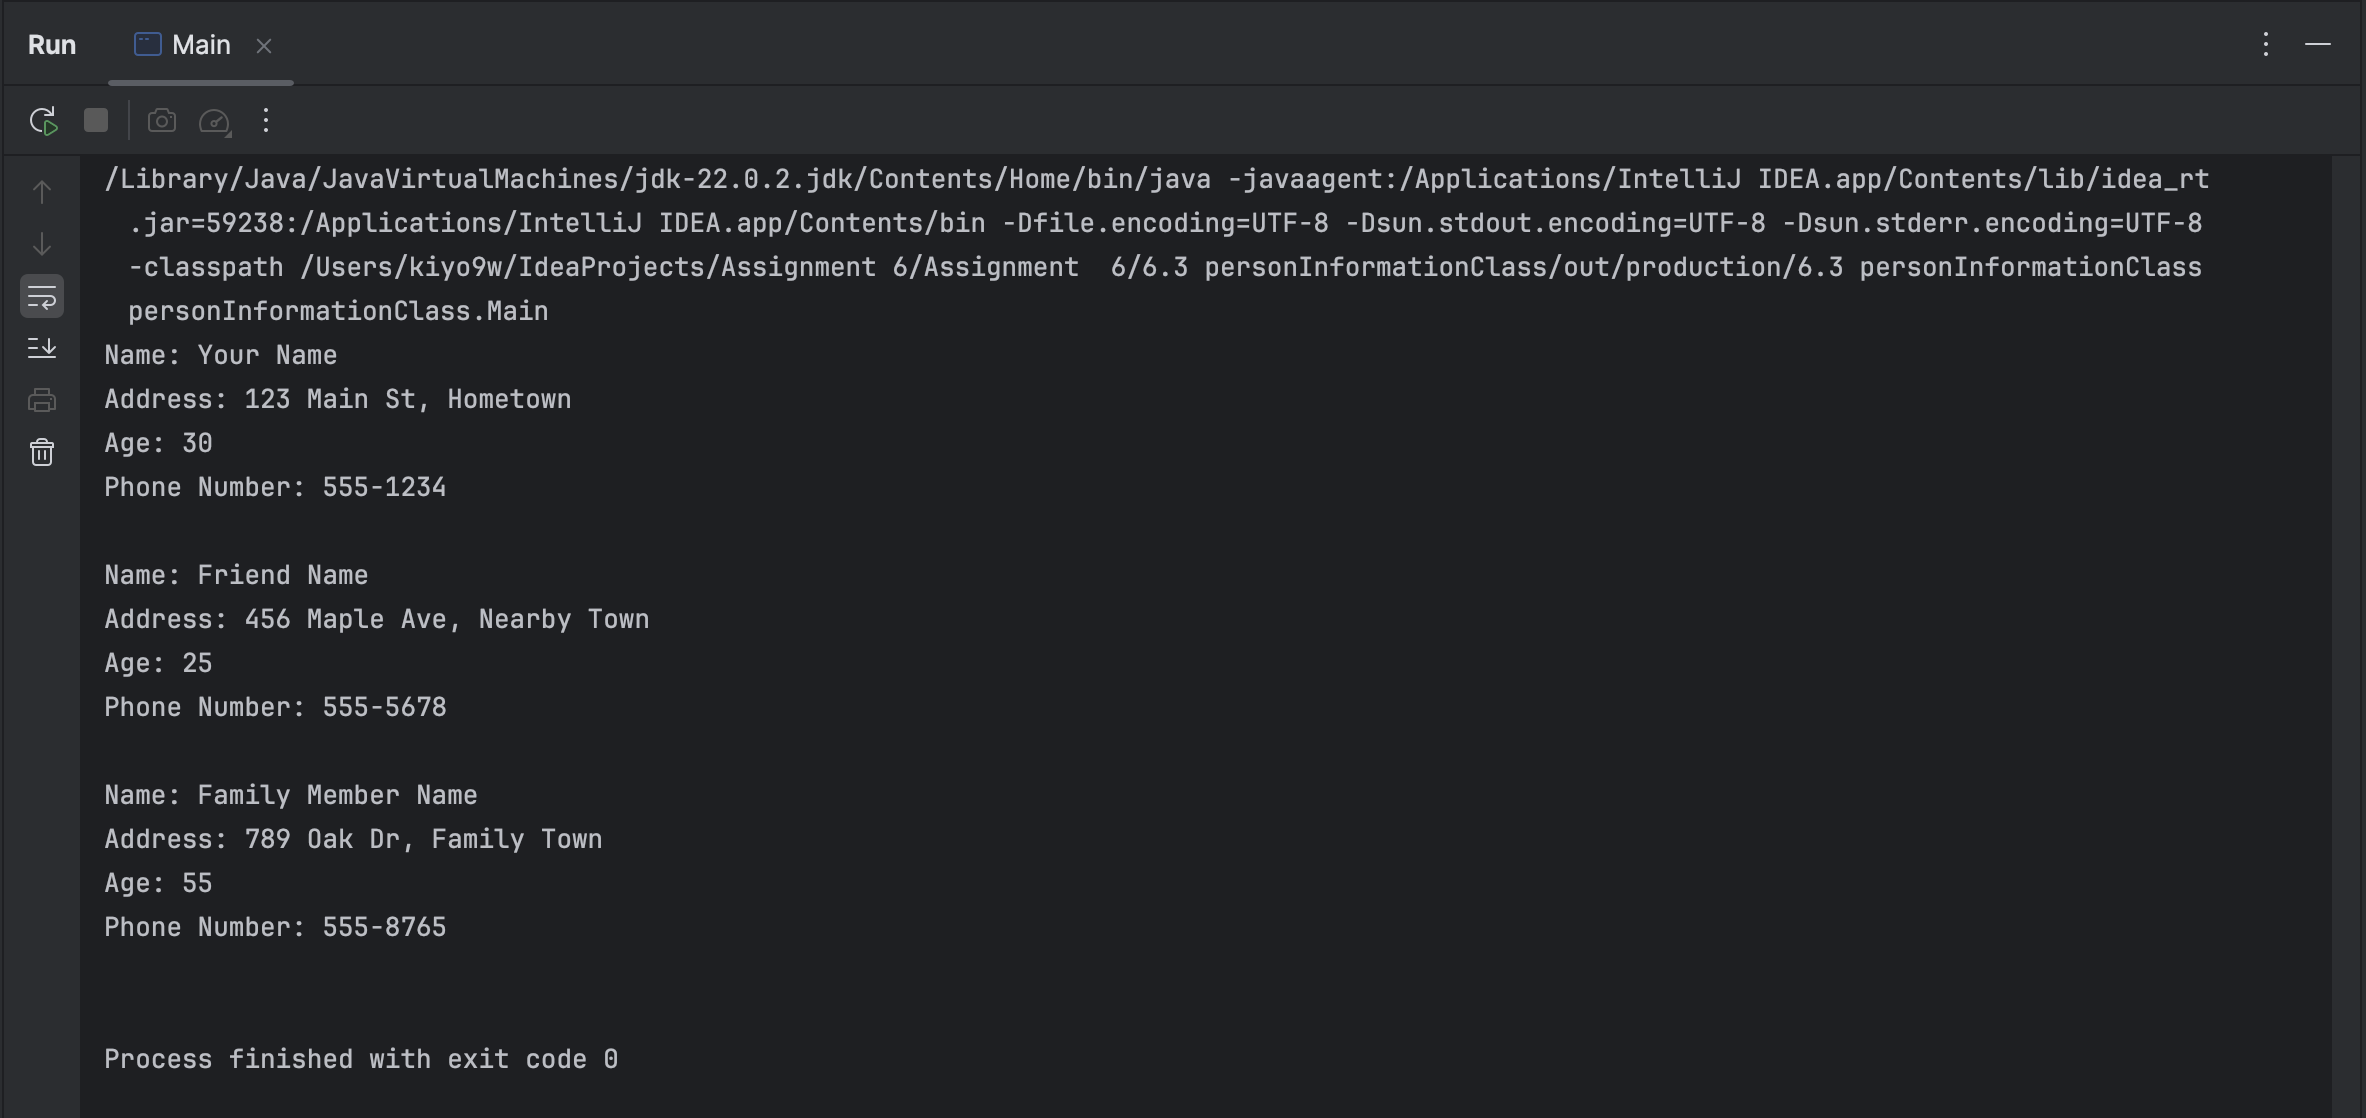 Run Main
/Library/Java/JavaVirtualMachines/jdk-22.0.2.jdk/Contents/Home/bin/java -javaagent:/Applications/IntelliJ IDEA.app/Contents/lib/idea_rt
.jar=59238:/Applications/IntelliJ IDEA.app/Contents/bin -Dfile.encoding=UTF-8 -Dsun.stdout.encoding=UTF-8 -Dsun.stderr.encoding=UTF-8
-classpath /Users/kiyo9w/IdeaProjects/Assignment 6/Assignment  6/6.3 personInformationClass/out/production/6.3 personInformationClass
personInformationClass.Main
Name: Your Name
Address: 123 Main St, Hometown
Age: 30
Phone Number: 555-1234
Name: Friend Name
Address: 456 Maple Ave, Nearby Town
Age: 25
Phone Number: 555-5678
Name: Family Member Name
Address: 789 Oak Dr, Family Town
Age: 55
Phone Number: 555-8765
Process finished with exit code 0